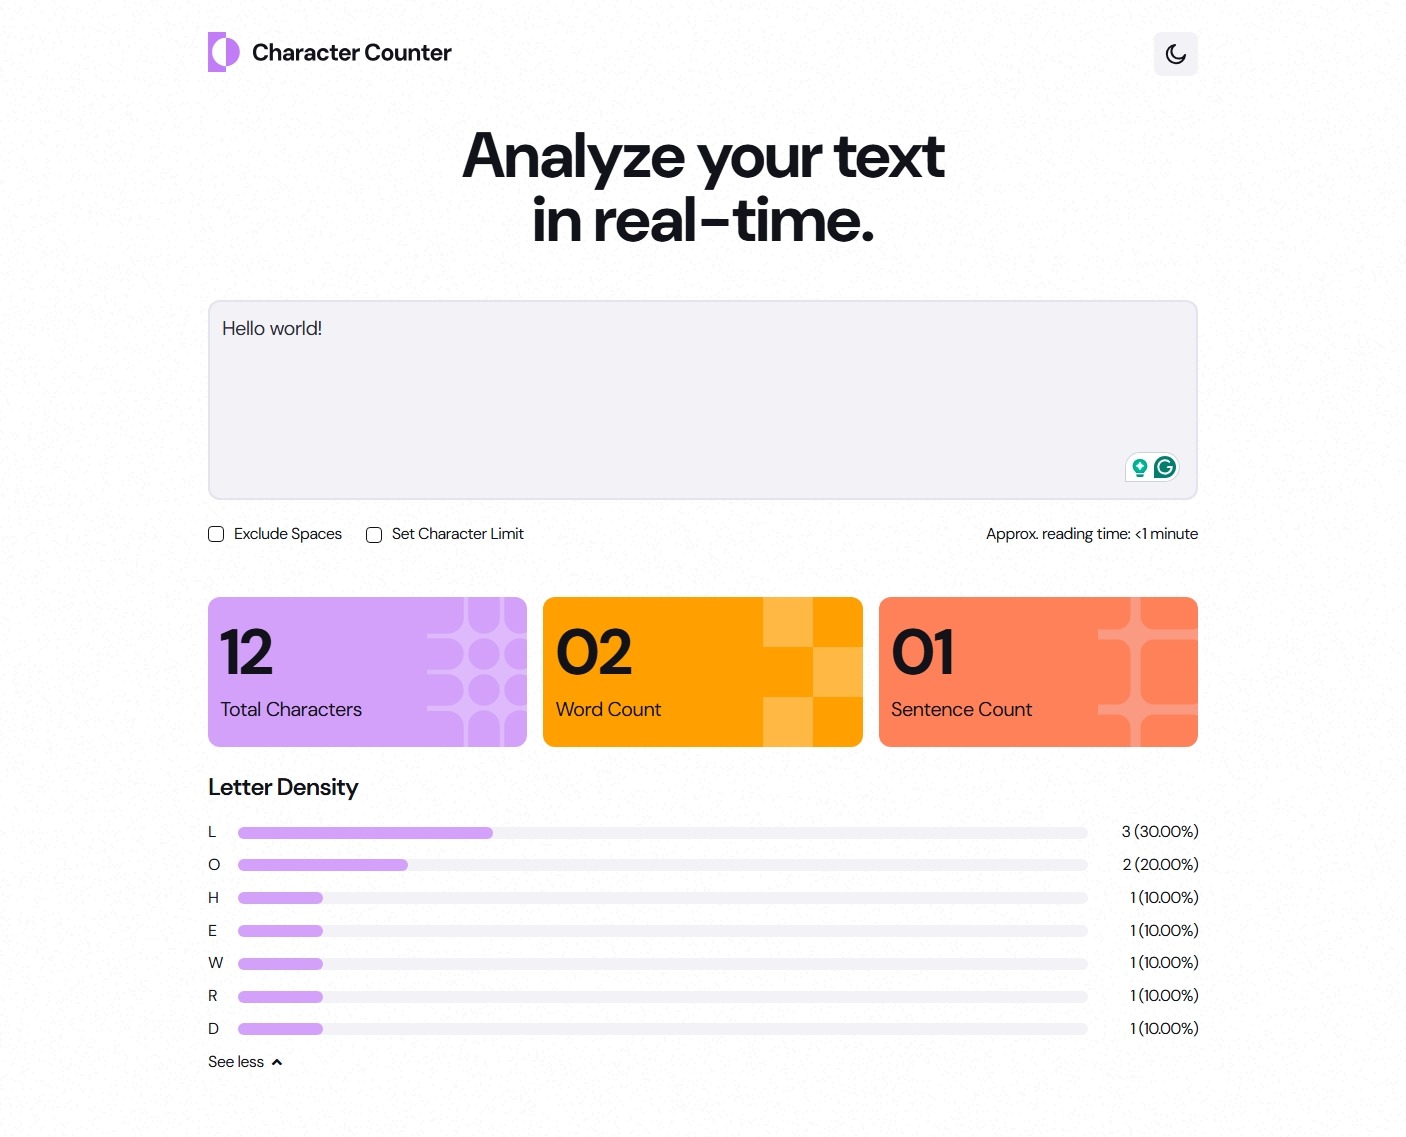 Character Counter
Analyze your text
in real-time.
Hello world!
Exclude Spaces
Set Character Limit
Approx. reading time: <1 minute
12
Total Characters
02
Word Count
01
Sentence Count
Letter Density
L 3 (30.00%)
O 2 (20.00%)
H 1 (10.00%)
E 1 (10.00%)
W 1 (10.00%)
R 1 (10.00%)
D 1 (10.00%)
See less